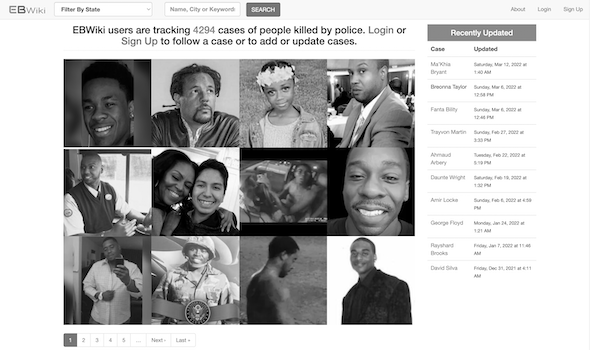 EBWiki
Filter By State
Name, City or Keyword
SEARCH
About
Login
Sign Up
EBWiki users are tracking 4294 cases of people killed by police. Login or
Sign Up to follow a case or to add or update cases.
Recently Updated
Case Updated
Ma'Khia Bryant Saturday, Mar 12, 2022 at 1:40 AM
Breonna Taylor Sunday, Mar 6, 2022 at 12:58 PM
Fanta Bility Sunday, Mar 6, 2022 at 12:46 PM
Trayvon Martin Sunday, Feb 27, 2022 at 3:33 PM
Ahmaud Arbery Tuesday, Feb 22, 2022 at 5:19 PM
Daunte Wright Saturday, Feb 19, 2022 at 1:32 PM
Amir Locke Sunday, Feb 6, 2022 at 4:59 PM
George Floyd Monday, Jan 24, 2022 at 1:21 AM
Rayshard Brooks Friday, Jan 7, 2022 at 11:46 AM
David Silva Friday, Dec 31, 2021 at 4:11 AM
1 2 3 4 5 … Next › Last »